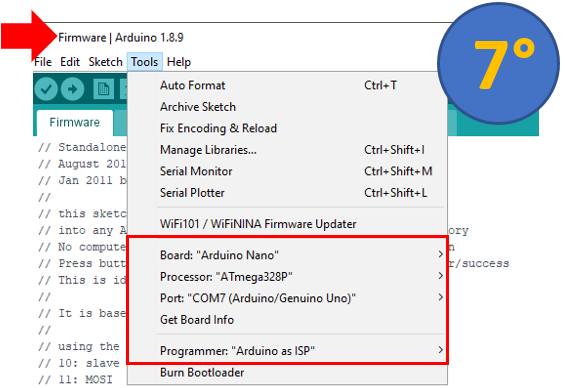 Firmware | Arduino 1.8.9
7°
File Edit Sketch Tools Help
Auto Format Ctrl+T
Archive Sketch
Fix Encoding & Reload
Manage Libraries... Ctrl+Shift+I
Serial Monitor Ctrl+Shift+M
Serial Plotter Ctrl+Shift+L
WiFi101 / WiFiNINA Firmware Updater
Board: "Arduino Nano"
Processor: "ATmega328P"
Port: "COM7 (Arduino/Genuino Uno)"
Get Board Info
Programmer: "Arduino as ISP"
Burn Bootloader
Firmware
// Standalone
// August 201
// Jan 2011 b
//
// this sketc
// into any A
// No compute
// Press butt r/success
// This is id
//
// It is base
//
// using the
// 10: slave
// 11: MOSI